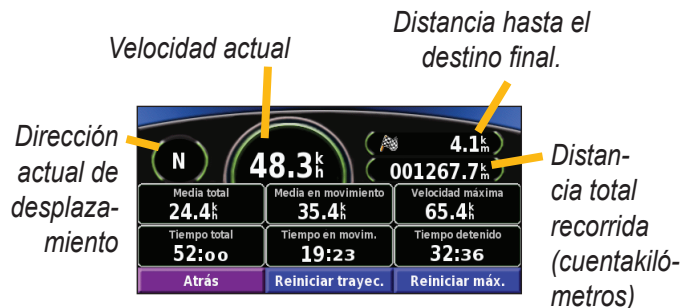 Velocidad actual
Distancia hasta el
destino final.
Dirección
actual de
desplaza-
miento
N
48.3 k/h
4.1 k/m
001267.7 k/m
Distan-
cia total
recorrida
(cuentakiló-
metros)
Media total
24.4 k/h
Media en movimiento
35.4 k/h
Velocidad máxima
65.4 k/h
Tiempo total
52:00
Tiempo en movim.
19:23
Tiempo detenido
32:36
Atrás
Reiniciar trayec.
Reiniciar máx.